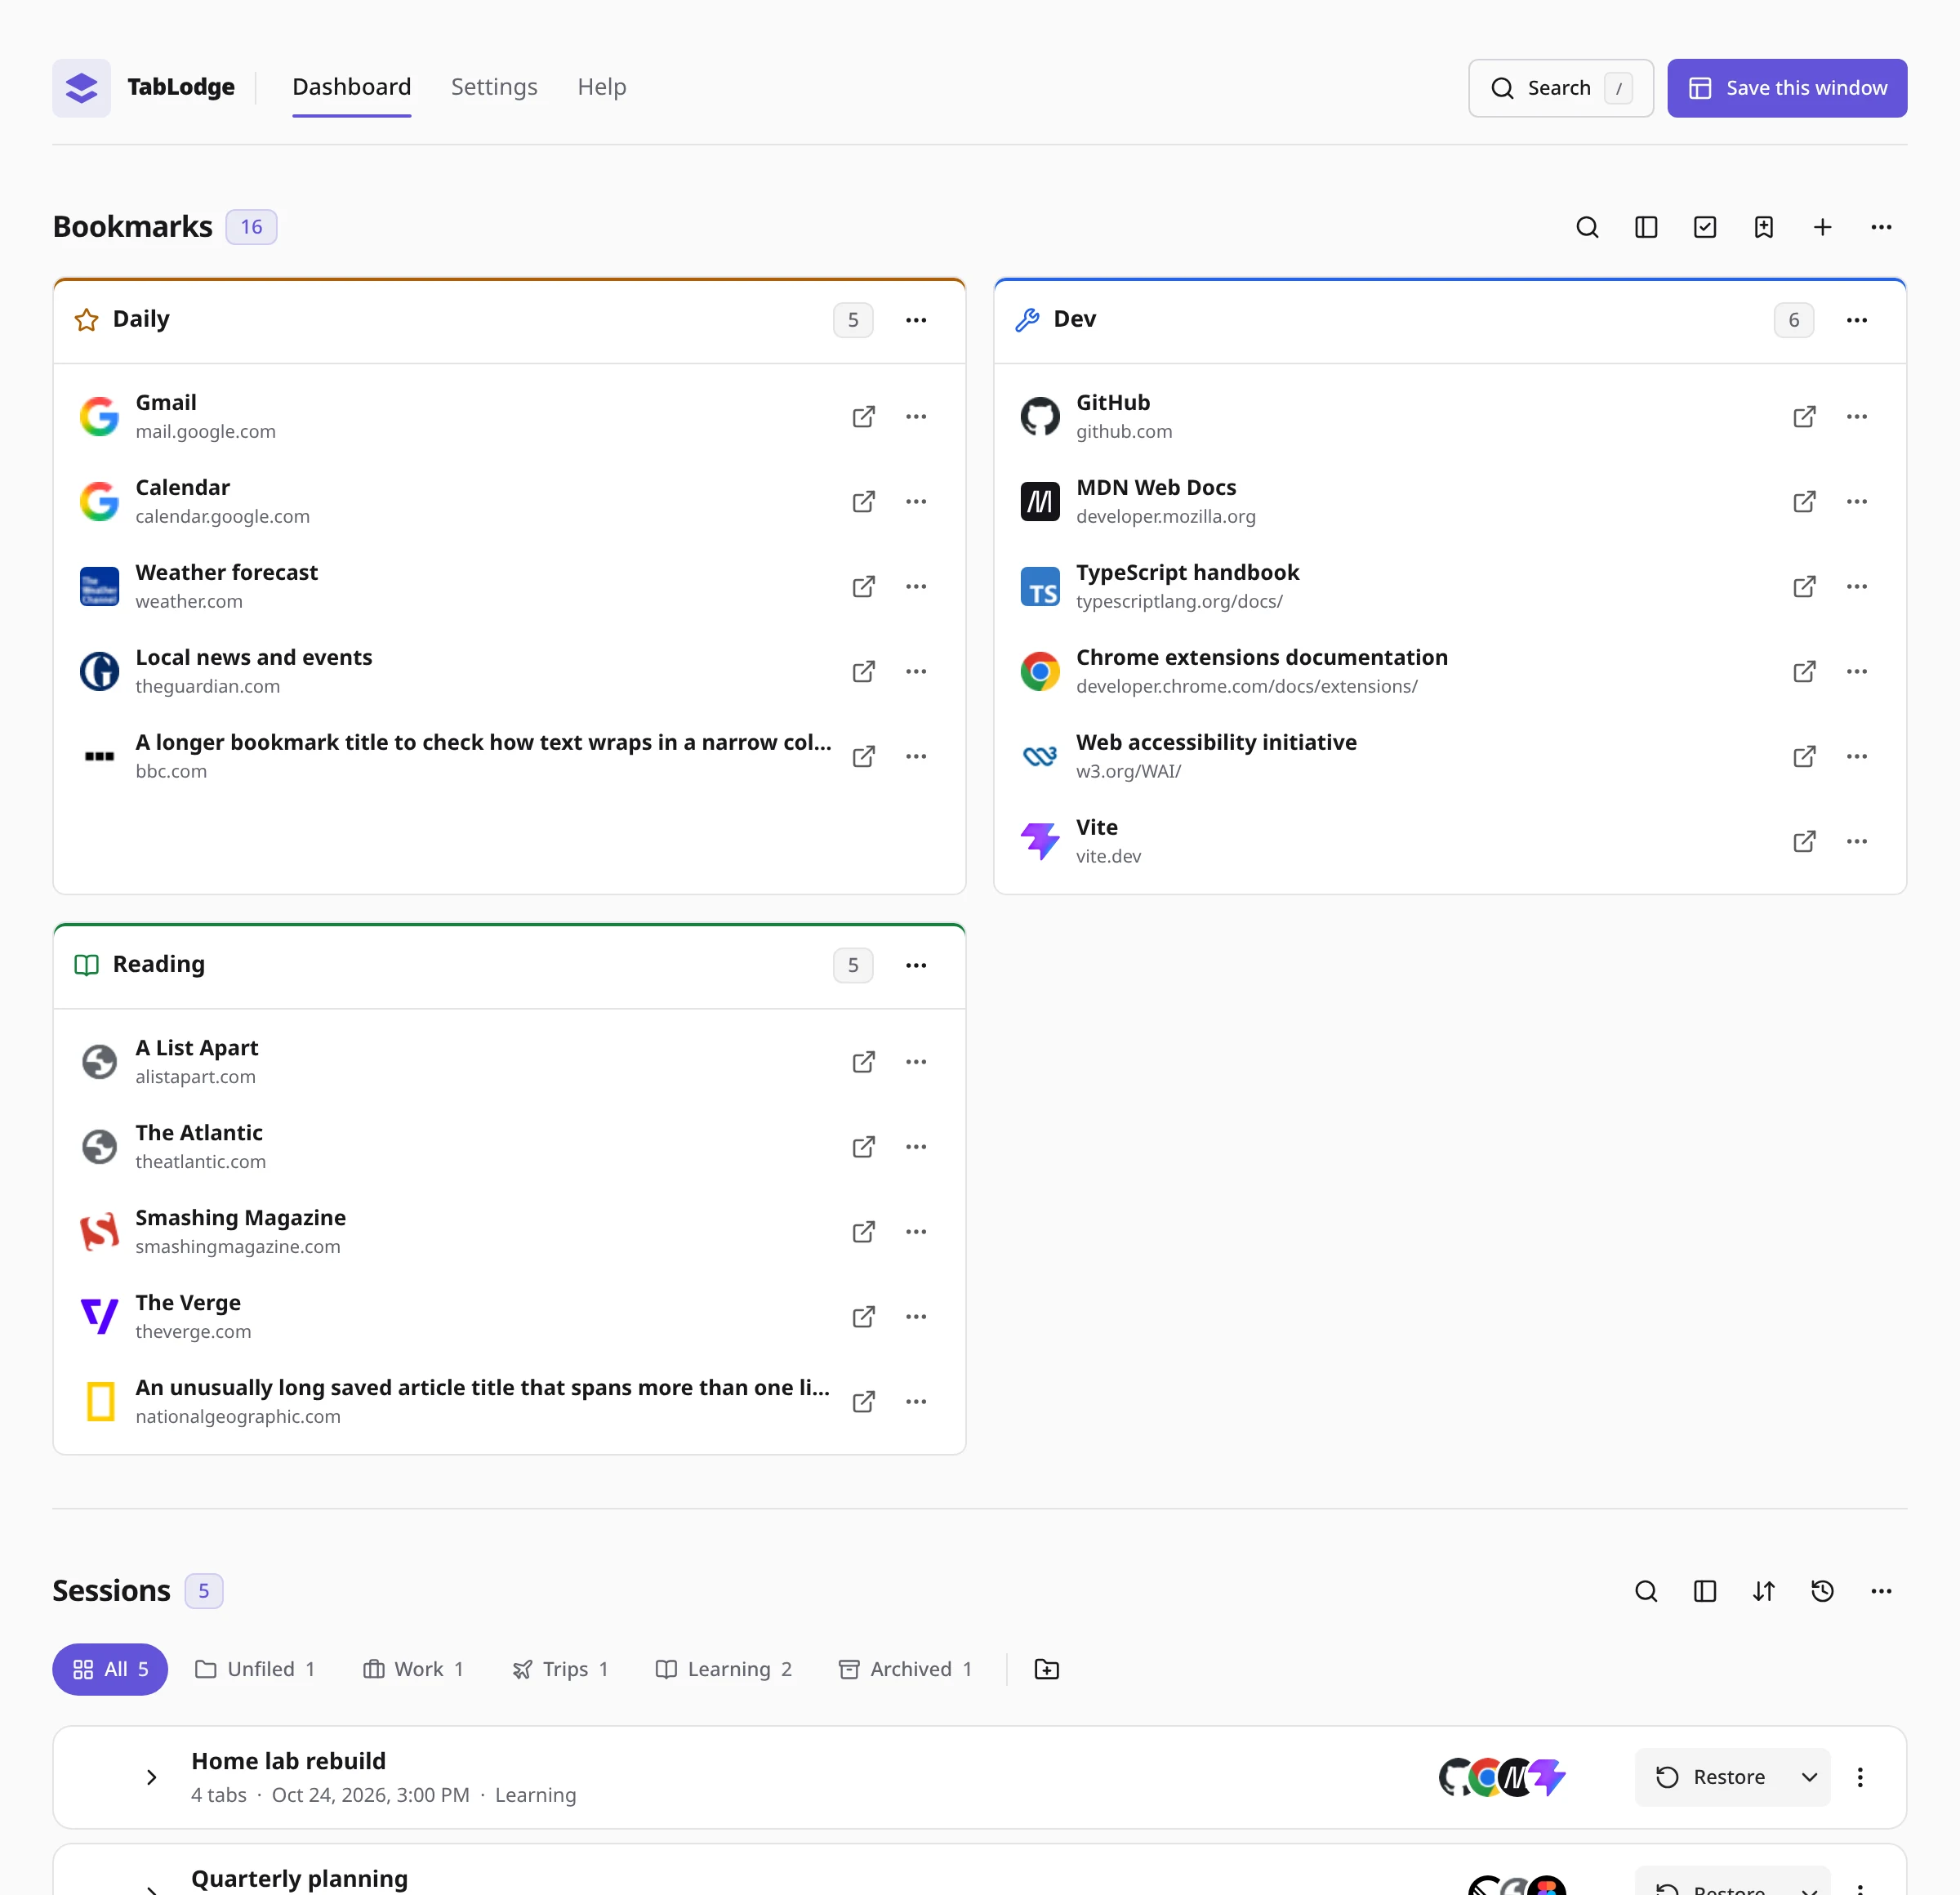 TabLodge
Dashboard
Settings
Help
Search /
Save this window
Bookmarks 16
Daily 5
Gmail
mail.google.com
Calendar
calendar.google.com
Weather forecast
weather.com
Local news and events
theguardian.com
A longer bookmark title to check how text wraps in a narrow col...
bbc.com
Dev 6
GitHub
github.com
MDN Web Docs
developer.mozilla.org
TypeScript handbook
typescriptlang.org/docs/
Chrome extensions documentation
developer.chrome.com/docs/extensions/
Web accessibility initiative
w3.org/WAI/
Vite
vite.dev
Reading 5
A List Apart
alistapart.com
The Atlantic
theatlantic.com
Smashing Magazine
smashingmagazine.com
The Verge
theverge.com
An unusually long saved article title that spans more than one li...
nationalgeographic.com
Sessions 5
All 5
Unfiled 1
Work 1
Trips 1
Learning 2
Archived 1
Home lab rebuild
4 tabs · Oct 24, 2026, 3:00 PM · Learning
Restore
Quarterly planning
Restore